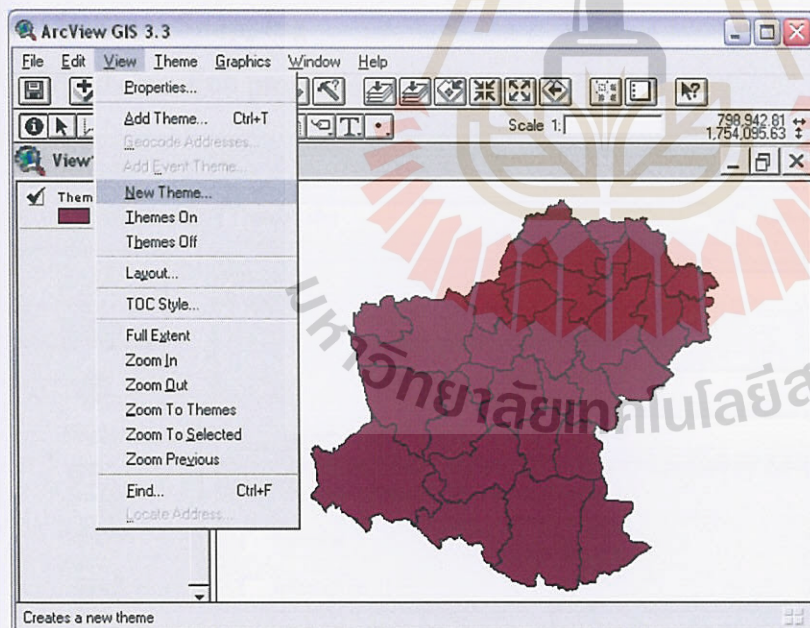 ArcView GIS 3.3
File Edit View Theme Graphics Window Help
Scale 1:
798,942.81
1,754,095.63
View
Them
Properties...
Add Theme... Ctrl+T
Geocode Addresses...
Add Event Theme...
New Theme...
Themes On
Themes Off
Layout...
TOC Style...
Full Extent
Zoom In
Zoom Out
Zoom To Themes
Zoom To Selected
Zoom Previous
Find... Ctrl+F
Locate Address...
มหาวิทยาลัยเทคโนโลยีส
Creates a new theme